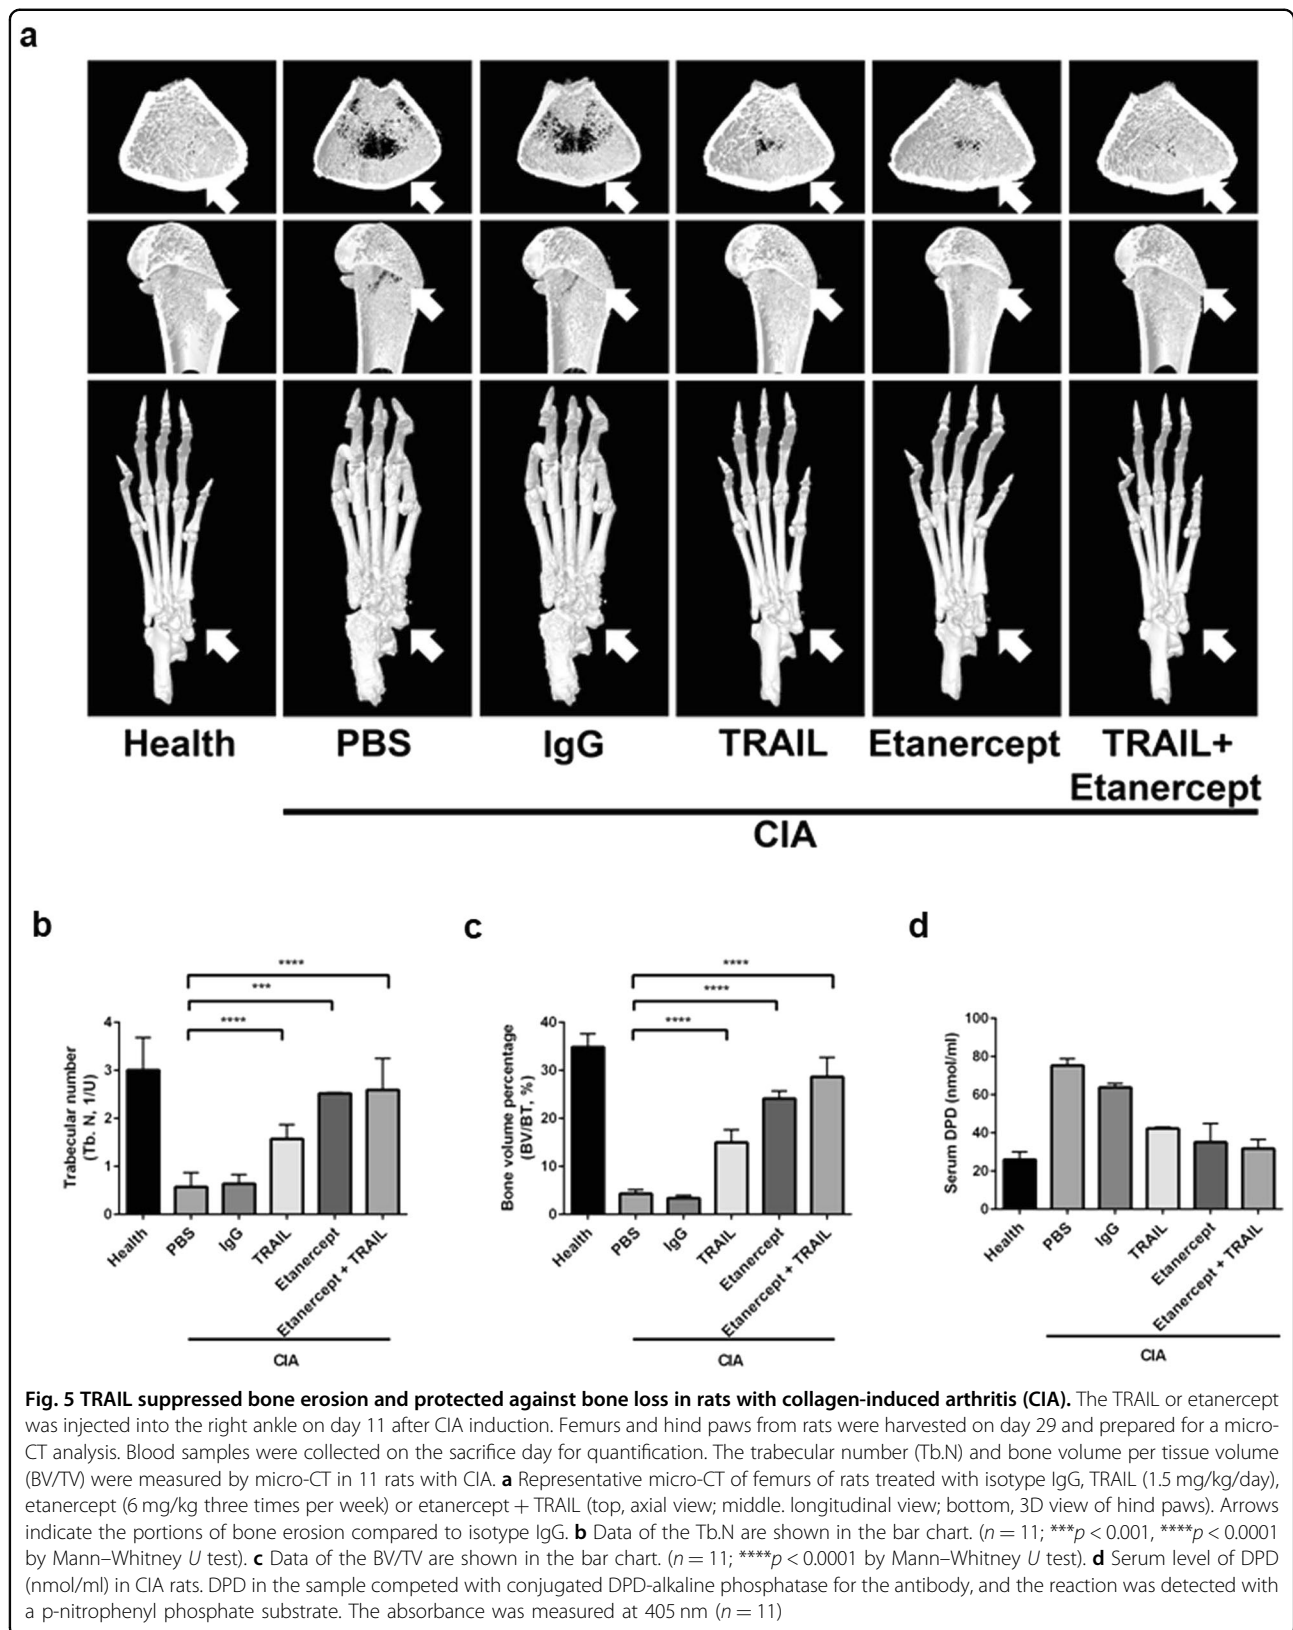 a
Health
PBS
IgG
TRAIL
Etanercept
TRAIL+
Etanercept
CIA
b
****
***
****
Trabecular number
(Tb. N, 1/U)
4
3
2
1
0
Health
PBS
IgG
TRAIL
Etanercept
Etanercept + TRAIL
CIA
c
****
****
****
Bone volume percentage
(BV/BT, %)
40
30
20
10
0
Health
PBS
IgG
TRAIL
Etanercept
Etanercept + TRAIL
CIA
d
Serum DPD (nmol/ml)
100
80
60
40
20
0
Health
PBS
IgG
TRAIL
Etanercept
Etanercept + TRAIL
CIA
Fig. 5 TRAIL suppressed bone erosion and protected against bone loss in rats with collagen-induced arthritis (CIA). The TRAIL or etanercept
was injected into the right ankle on day 11 after CIA induction. Femurs and hind paws from rats were harvested on day 29 and prepared for a micro-
CT analysis. Blood samples were collected on the sacrifice day for quantification. The trabecular number (Tb.N) and bone volume per tissue volume
(BV/TV) were measured by micro-CT in 11 rats with CIA. a Representative micro-CT of femurs of rats treated with isotype IgG, TRAIL (1.5 mg/kg/day),
etanercept (6 mg/kg three times per week) or etanercept + TRAIL (top, axial view; middle. longitudinal view; bottom, 3D view of hind paws). Arrows
indicate the portions of bone erosion compared to isotype IgG. b Data of the Tb.N are shown in the bar chart. (n = 11; ***p < 0.001, ****p < 0.0001
by Mann–Whitney U test). c Data of the BV/TV are shown in the bar chart. (n = 11; ****p < 0.0001 by Mann–Whitney U test). d Serum level of DPD
(nmol/ml) in CIA rats. DPD in the sample competed with conjugated DPD-alkaline phosphatase for the antibody, and the reaction was detected with
a p-nitrophenyl phosphate substrate. The absorbance was measured at 405 nm (n = 11)